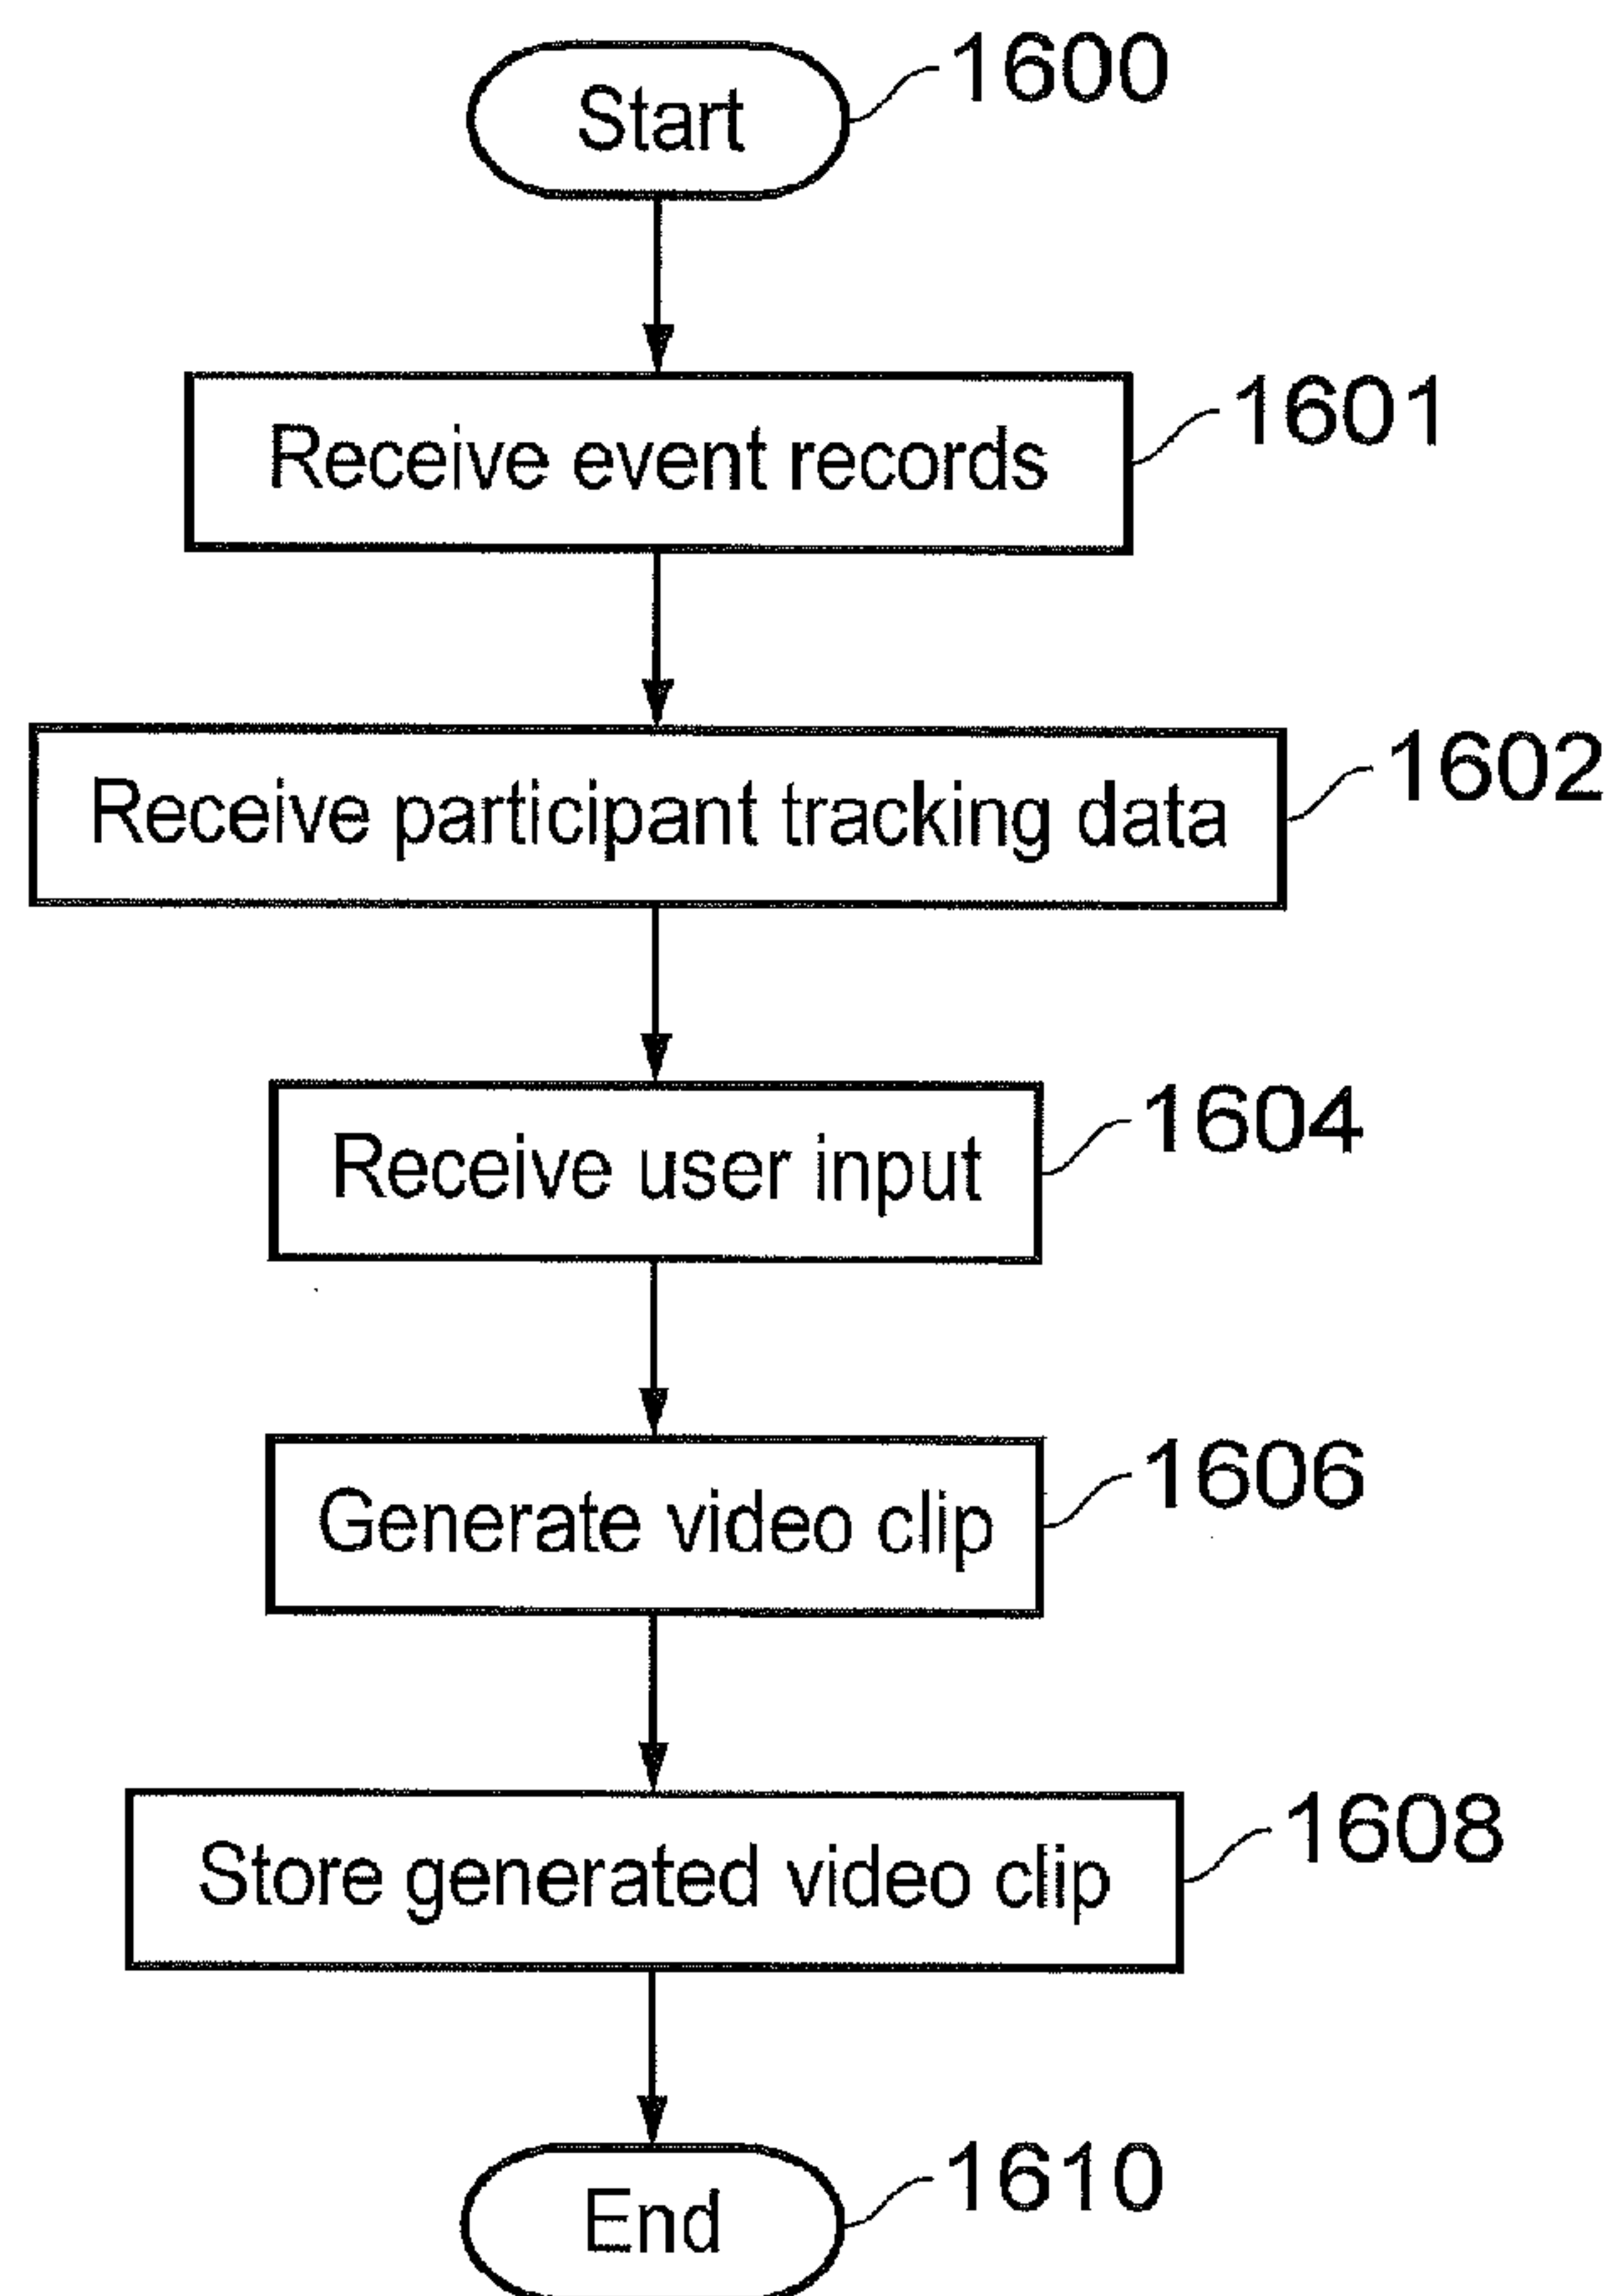 Start
1600
Receive event records
1601
Receive participant tracking data
1602
Receive user input
1604
Generate video clip
1606
Store generated video clip
1608
End
1610